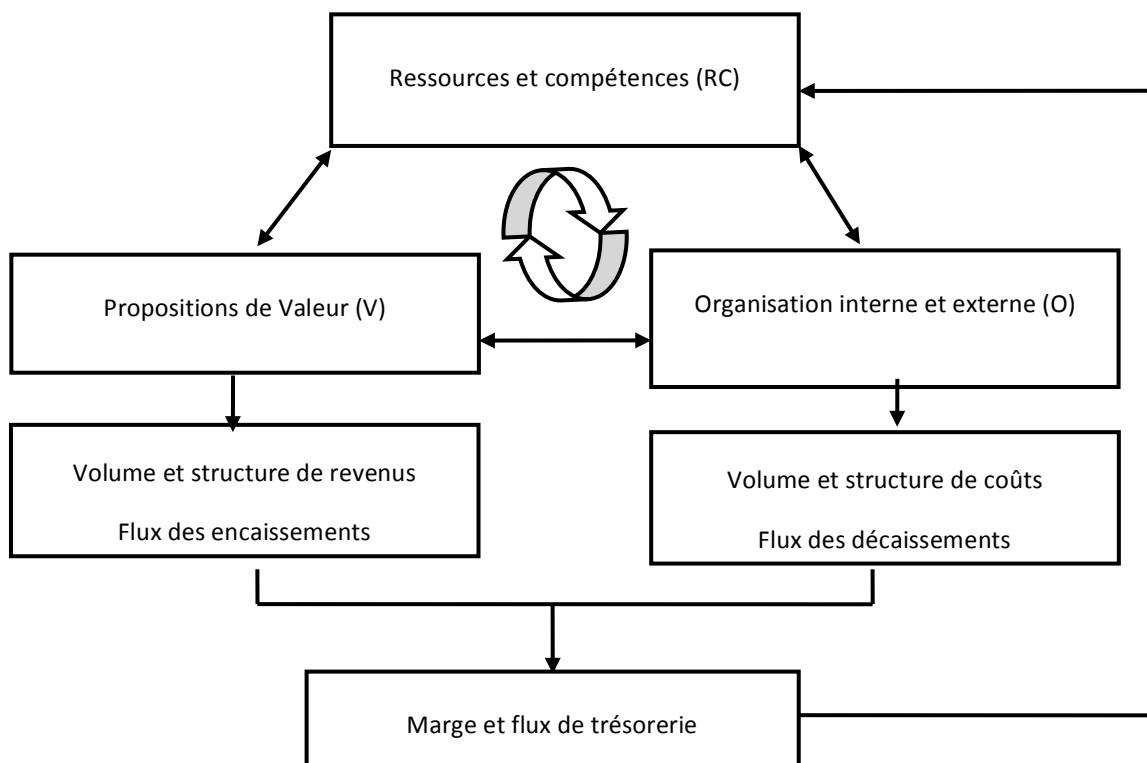 Ressources et compétences (RC)
Propositions de Valeur (V)
Organisation interne et externe (O)
Volume et structure de revenus
Flux des encaissements
Volume et structure de coûts
Flux des décaissements
Marge et flux de trésorerie